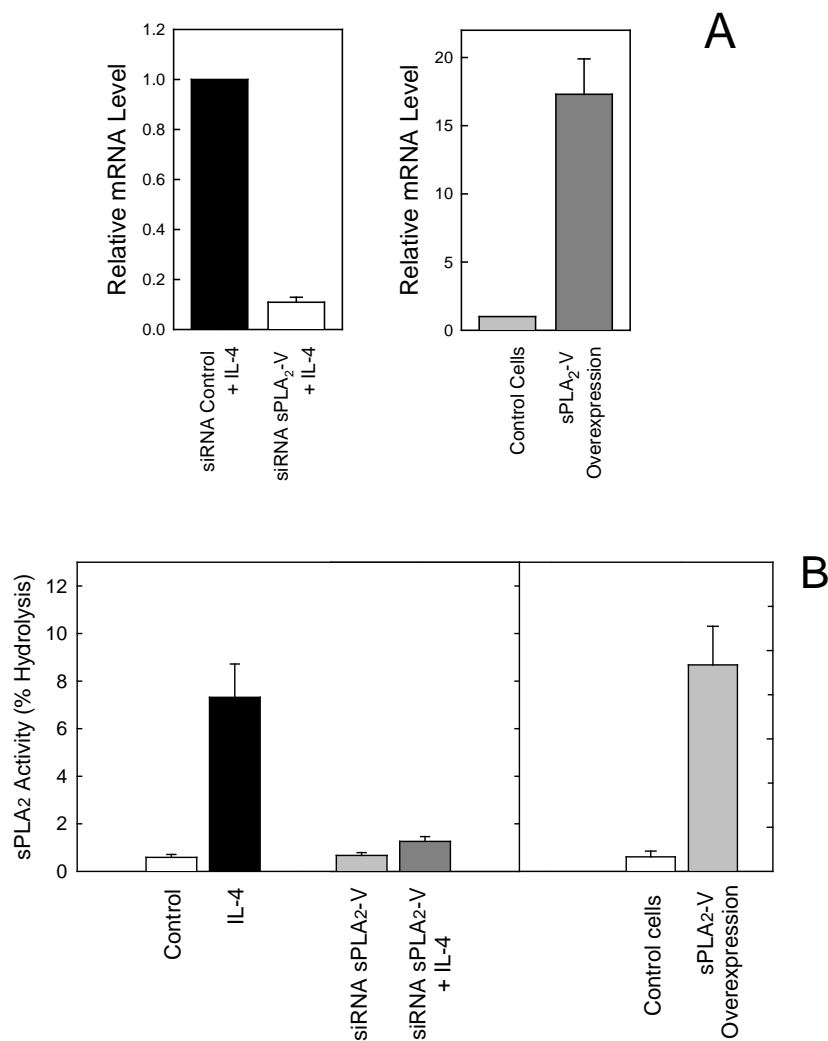 A
Relative mRNA Level
1.2
1.0
0.8
0.6
0.4
0.2
0.0
siRNA Control
+ IL-4
siRNA sPLA₂-V
+ IL-4
Relative mRNA Level
20
15
10
5
0
Control Cells
sPLA₂-V
Overexpression
B
sPLA2 Activity (% Hydrolysis)
12
10
8
6
4
2
0
Control
IL-4
siRNA sPLA2-V
siRNA sPLA2-V
+ IL-4
Control cells
sPLA2-V
Overexpression